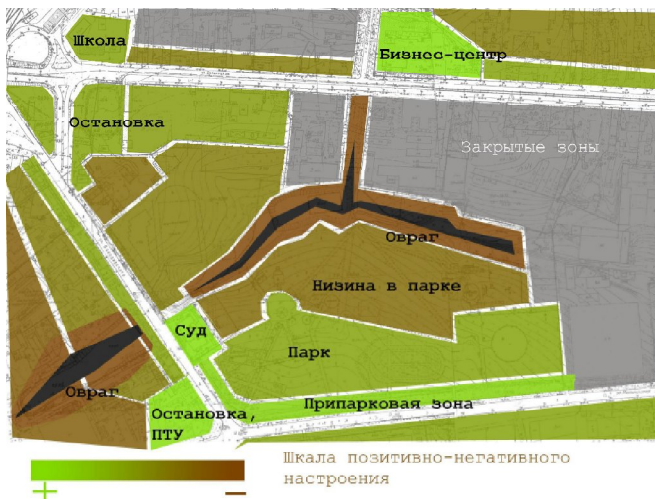 Школа
Бизнес-центр
Остановка
Закрытые зоны
Овраг
Низина в парке
Суд
Парк
Овраг
Припарковая зона
Остановка,
ПТУ
Шкала позитивно-негативного
настроения
+
−